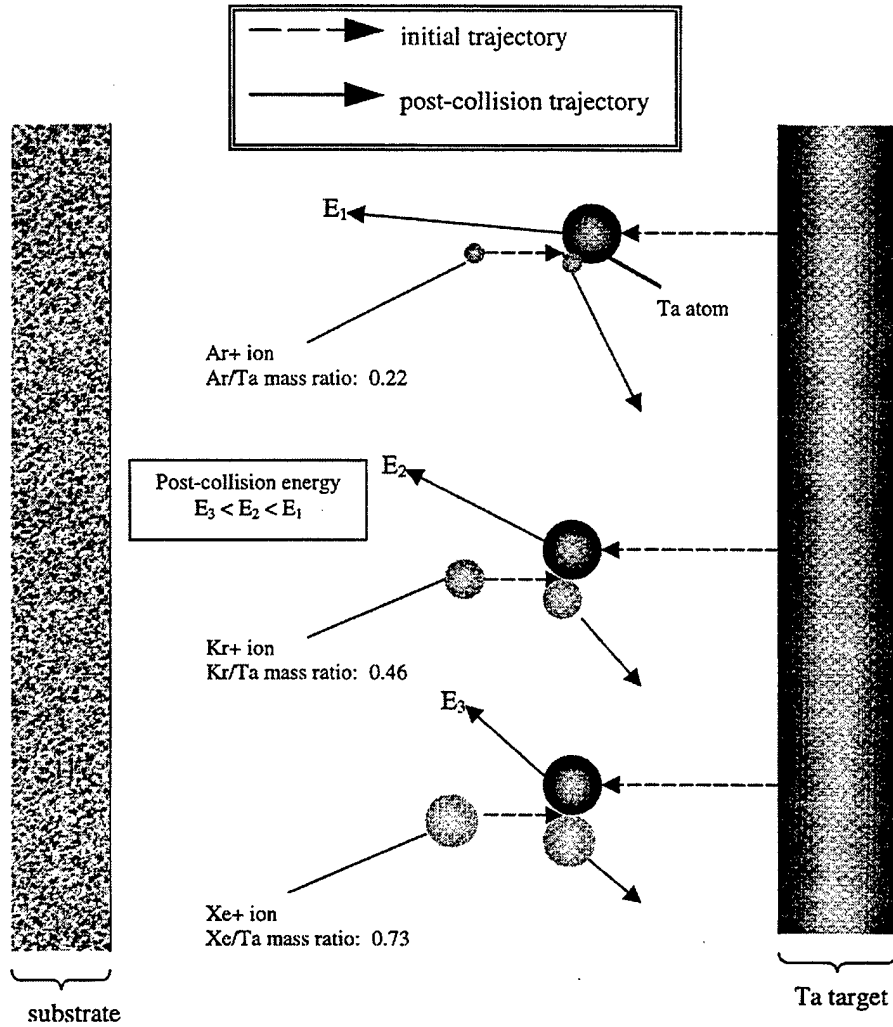 initial trajectory
post-collision trajectory
E₁
Ta atom
Ar+ ion
Ar/Ta mass ratio: 0.22
E₂
Post-collision energy
E₃ < E₂ < E₁
Kr+ ion
Kr/Ta mass ratio: 0.46
E₃
Xe+ ion
Xe/Ta mass ratio: 0.73
substrate
Ta target